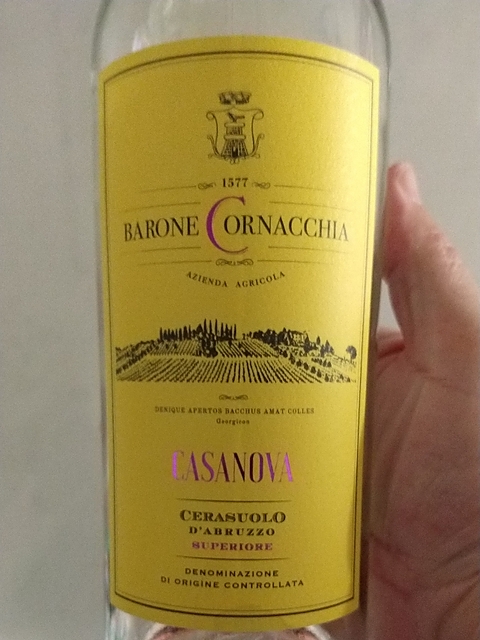 1577
BARONE CORNACCHIA
AZIENDA AGRICOLA
DENIQUE APERTOS BACCHUS AMAT COLLES
Georgicon
CASANOVA
CERASUOLO
D'ABRUZZO
SUPERIORE
DENOMINAZIONE
DI ORIGINE CONTROLLATA